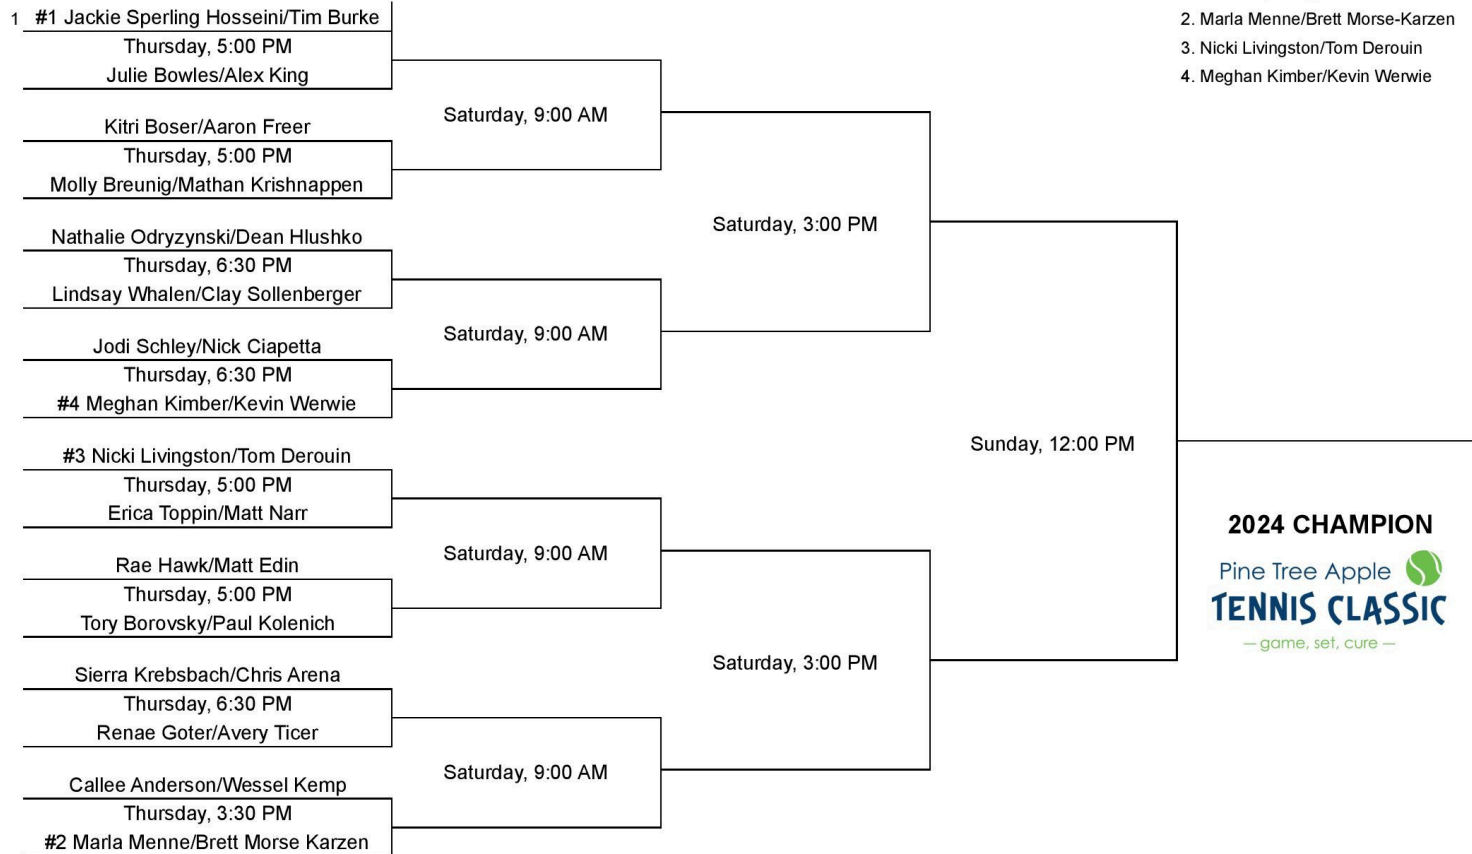 1 #1 Jackie Sperling Hosseini/Tim Burke
Thursday, 5:00 PM
Julie Bowles/Alex King
Kitri Boser/Aaron Freer
Thursday, 5:00 PM
Molly Breunig/Mathan Krishnappen
Nathalie Odryzynski/Dean Hlushko
Thursday, 6:30 PM
Lindsay Whalen/Clay Sollenberger
Jodi Schley/Nick Ciapetta
Thursday, 6:30 PM
#4 Meghan Kimber/Kevin Werwie
#3 Nicki Livingston/Tom Derouin
Thursday, 5:00 PM
Erica Toppin/Matt Narr
Rae Hawk/Matt Edin
Thursday, 5:00 PM
Tory Borovsky/Paul Kolenich
Sierra Krebsbach/Chris Arena
Thursday, 6:30 PM
Renae Goter/Avery Ticer
Callee Anderson/Wessel Kemp
Thursday, 3:30 PM
#2 Marla Menne/Brett Morse Karzen
Saturday, 9:00 AM
Saturday, 9:00 AM
Saturday, 9:00 AM
Saturday, 9:00 AM
Saturday, 3:00 PM
Saturday, 3:00 PM
Sunday, 12:00 PM
2. Marla Menne/Brett Morse-Karzen
3. Nicki Livingston/Tom Derouin
4. Meghan Kimber/Kevin Werwie
2024 CHAMPION
Pine Tree Apple
TENNIS CLASSIC
— game, set, cure —